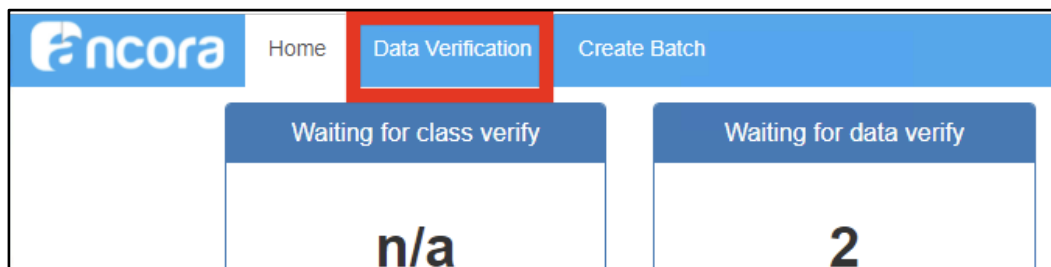 ancora Home Data Verification Create Batch
Waiting for class verify Waiting for data verify
n/a 2